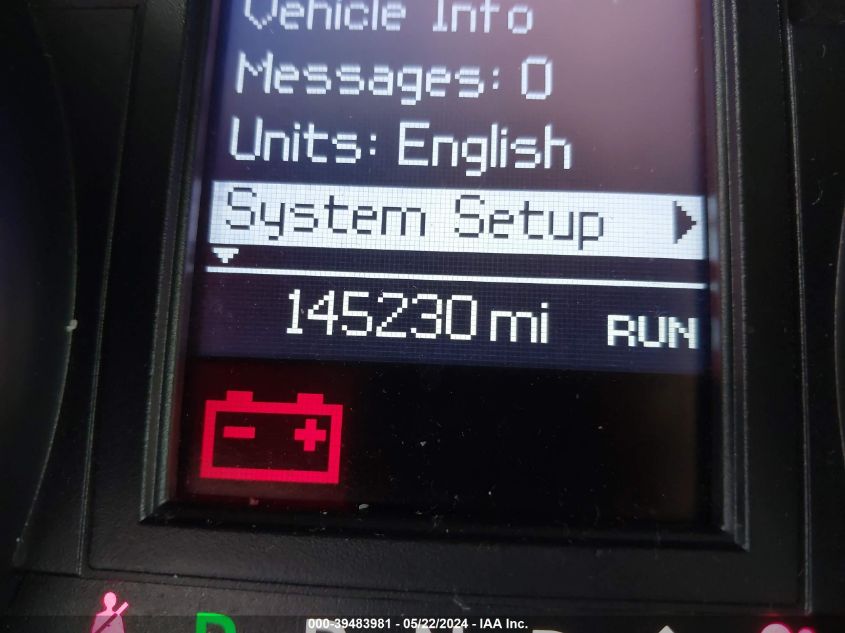 Vehicle Info
Messages: 0
Units: English
System Setup
145230 mi RUN
P R N D
000-39483981 - 05/22/2024 - IAA Inc.